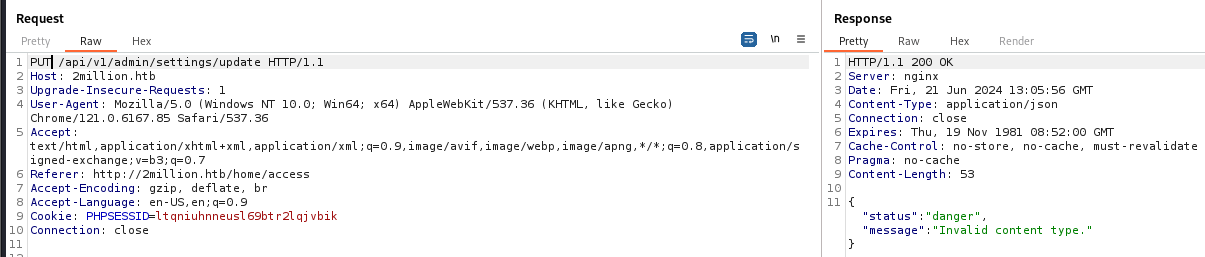 Request
Pretty Raw Hex
\n
1 PUT /api/v1/admin/settings/update HTTP/1.1
2 Host: 2million.htb
3 Upgrade-Insecure-Requests: 1
4 User-Agent: Mozilla/5.0 (Windows NT 10.0; Win64; x64) AppleWebKit/537.36 (KHTML, like Gecko)
Chrome/121.0.6167.85 Safari/537.36
5 Accept:
text/html,application/xhtml+xml,application/xml;q=0.9,image/avif,image/webp,image/apng,*/*;q=0.8,application/s
igned-exchange;v=b3;q=0.7
6 Referer: http://2million.htb/home/access
7 Accept-Encoding: gzip, deflate, br
8 Accept-Language: en-US,en;q=0.9
9 Cookie: PHPSESSID=ltqniuhnneusl69btr2lqjvbik
10 Connection: close
11
12
Response
Pretty Raw Hex Render
1 HTTP/1.1 200 OK
2 Server: nginx
3 Date: Fri, 21 Jun 2024 13:05:56 GMT
4 Content-Type: application/json
5 Connection: close
6 Expires: Thu, 19 Nov 1981 08:52:00 GMT
7 Cache-Control: no-store, no-cache, must-revalidate
8 Pragma: no-cache
9 Content-Length: 53
10
11 {
"status":"danger",
"message":"Invalid content type."
}